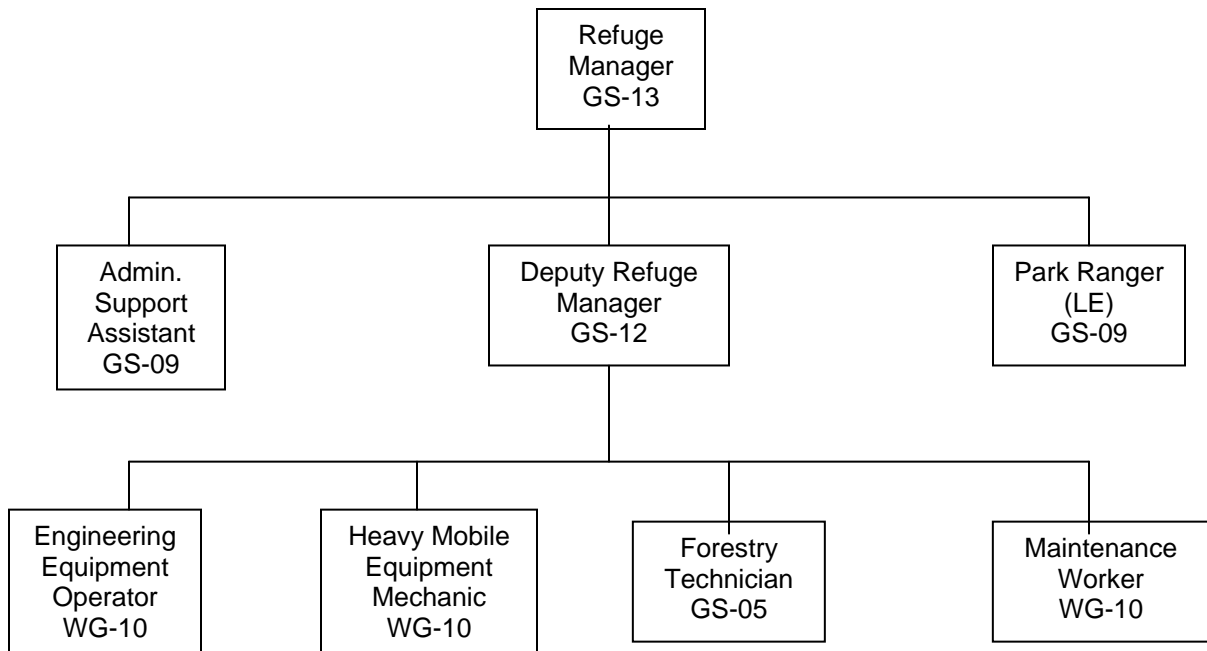 Refuge
Manager
GS-13
Admin.
Support
Assistant
GS-09
Deputy Refuge
Manager
GS-12
Park Ranger
(LE)
GS-09
Engineering
Equipment
Operator
WG-10
Heavy Mobile
Equipment
Mechanic
WG-10
Forestry
Technician
GS-05
Maintenance
Worker
WG-10